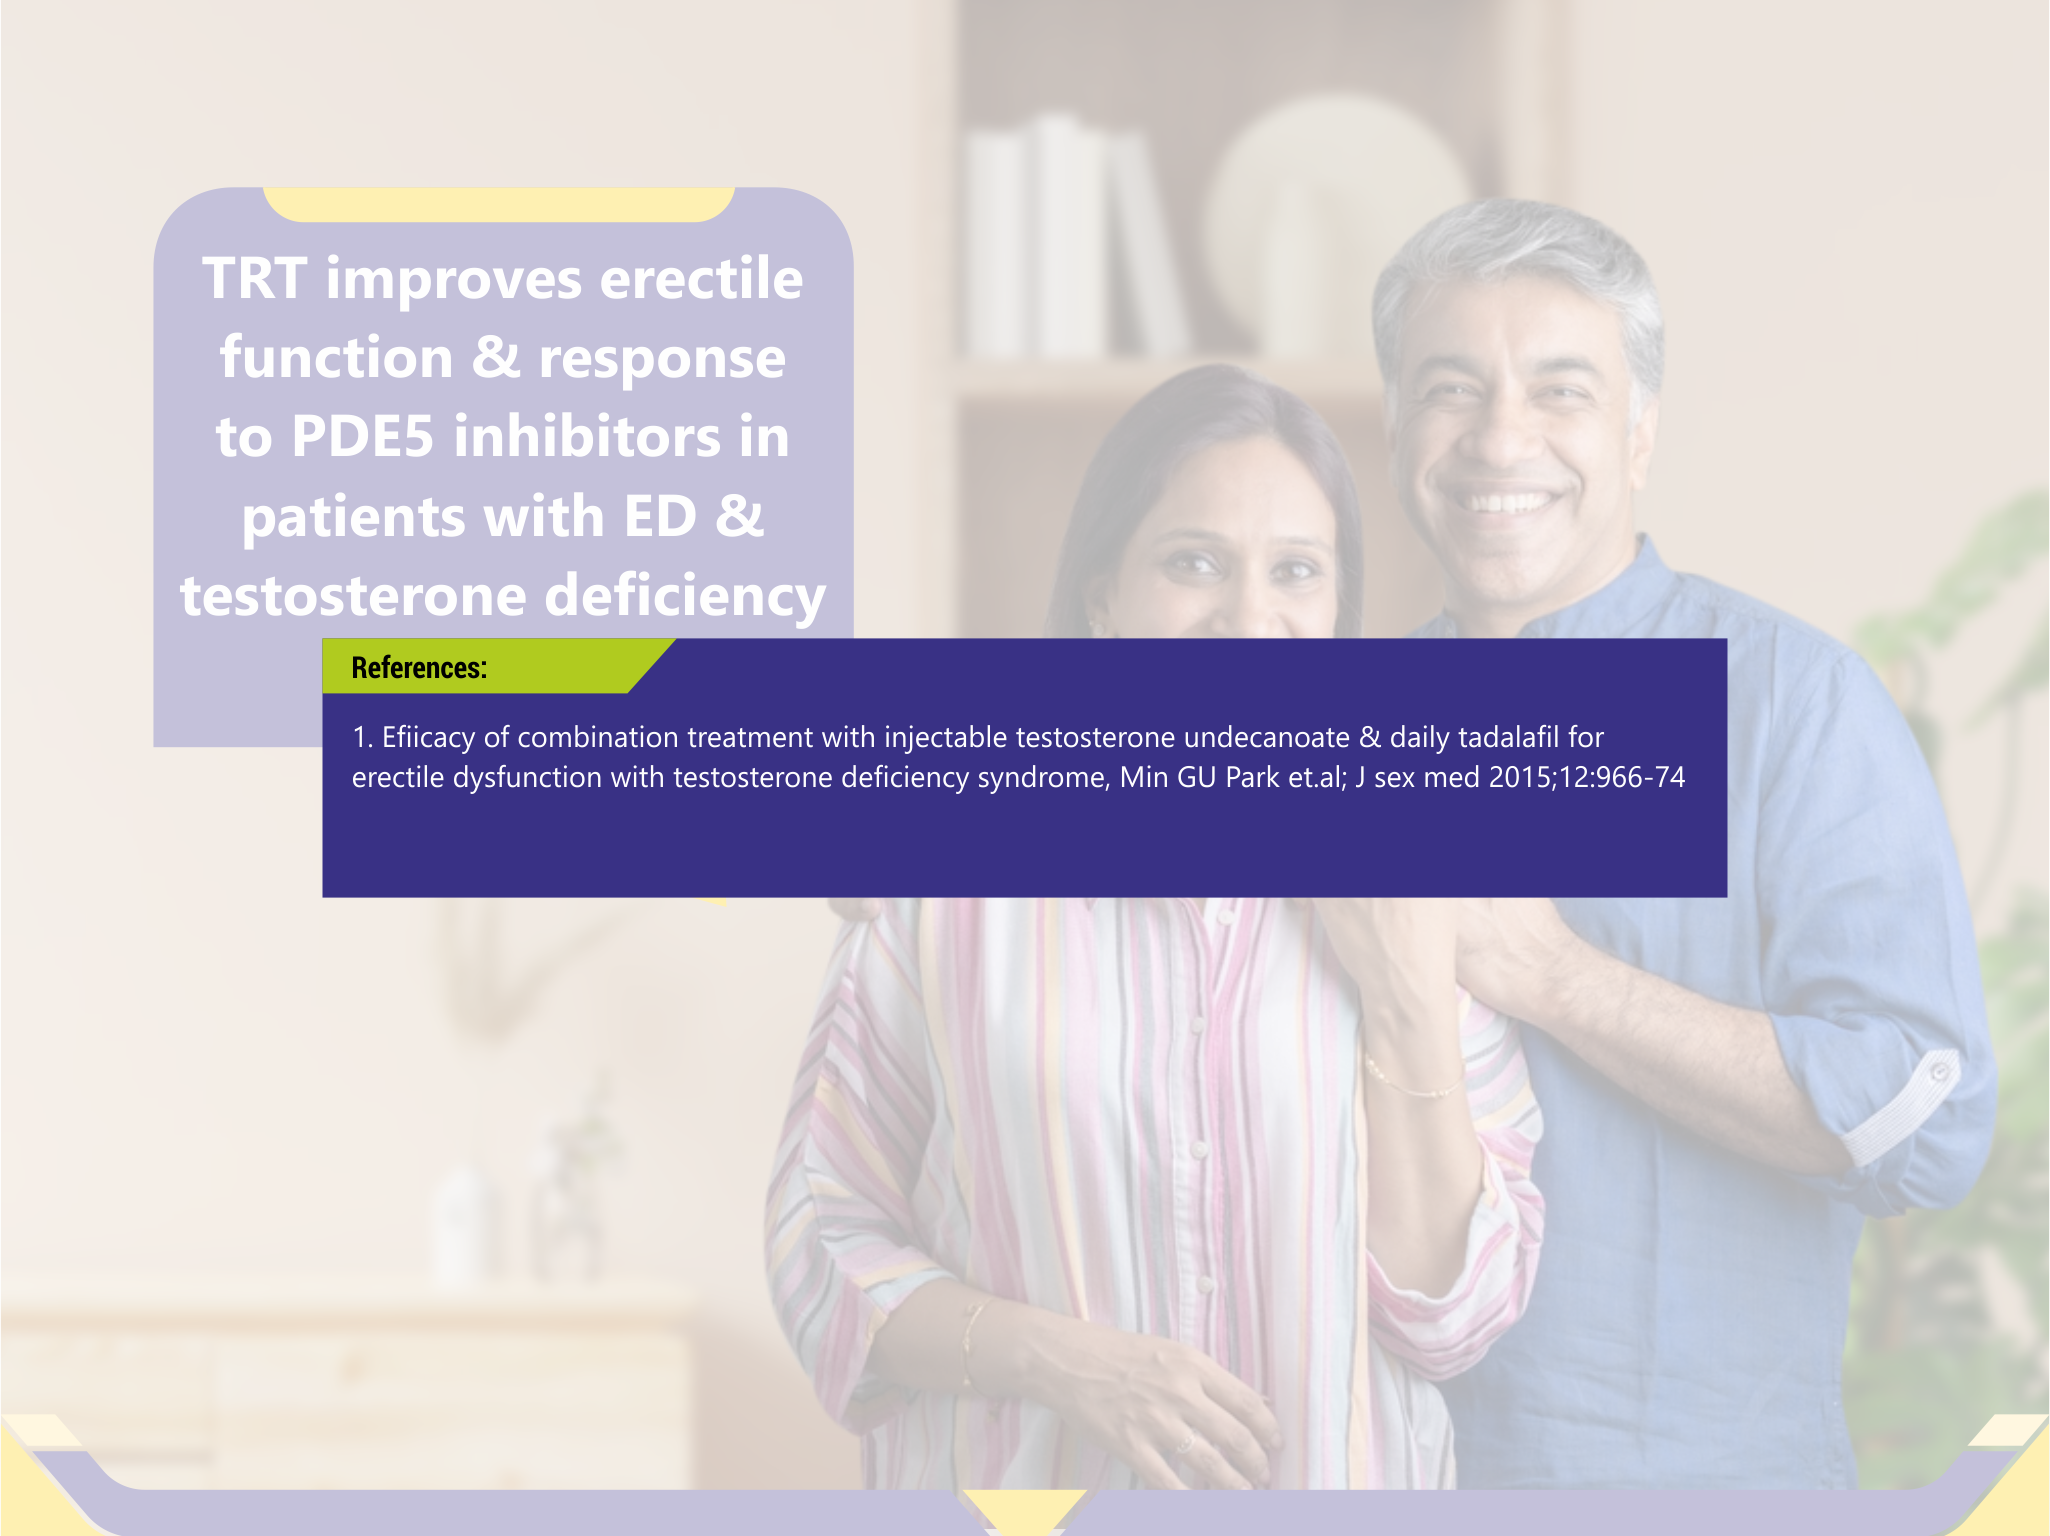 TRT improves erectile
function & response
to PDE5 inhibitors in
patients with ED &
testosterone deficiency
References:
1. Efiicacy of combination treatment with injectable testosterone undecanoate & daily tadalafil for
erectile dysfunction with testosterone deficiency syndrome, Min GU Park et.al; J sex med 2015;12:966-74